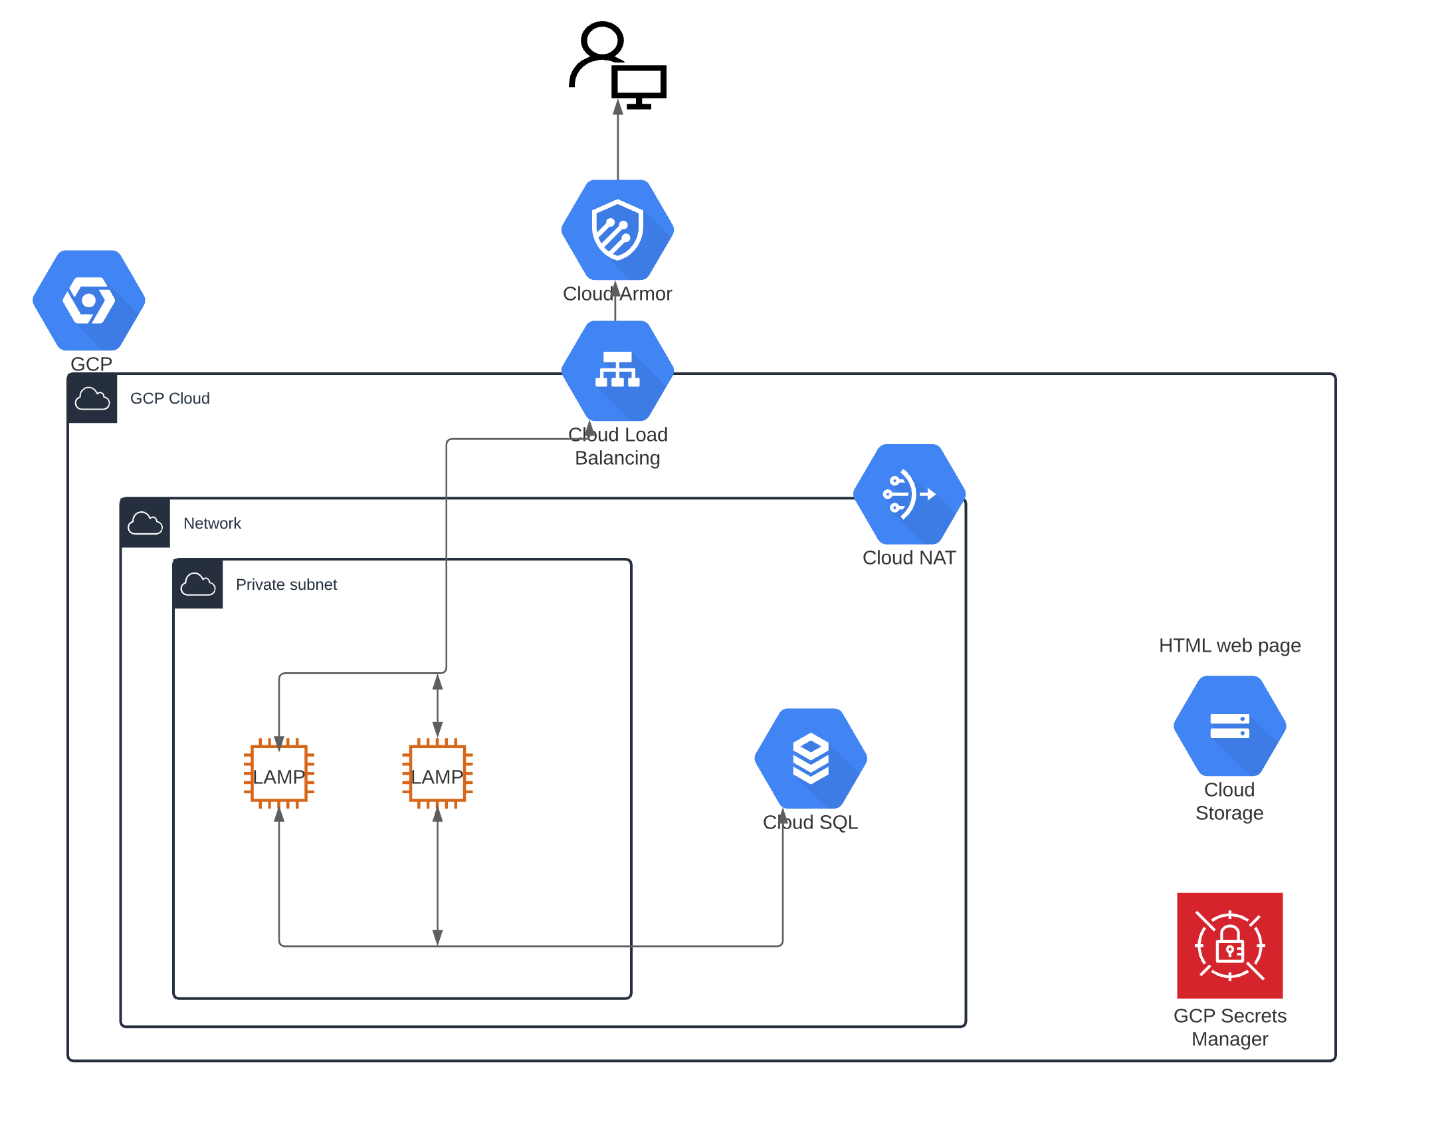 Cloud Armor
GCP
GCP Cloud
Cloud Load
Balancing
Network
Cloud NAT
Private subnet
HTML web page
LAMP
LAMP
Cloud SQL
Cloud
Storage
GCP Secrets
Manager